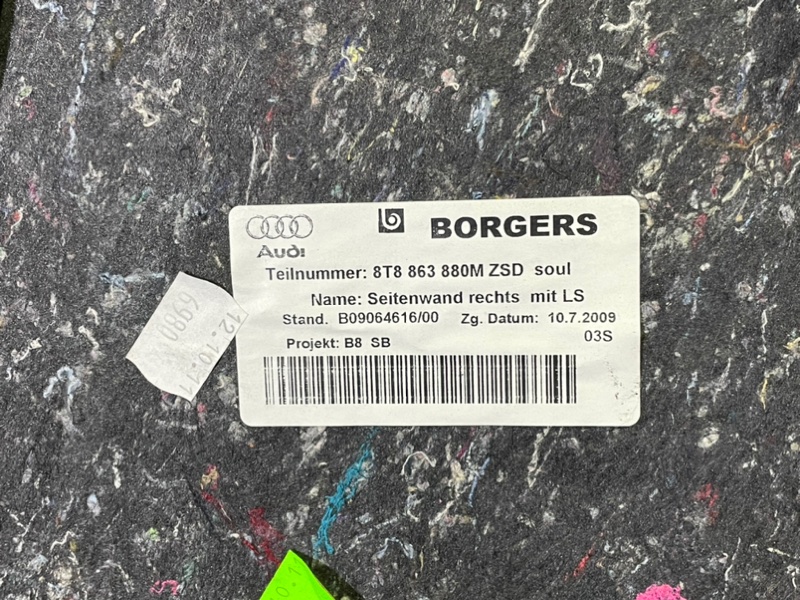 BORGERS
Audi
Teilnummer: 8T8 863 880M ZSD soul
Name: Seitenwand rechts mit LS
Stand. B09064616/00 Zg. Datum: 10.7.2009
Projekt: B8 SB 03S
6980
12.10.11